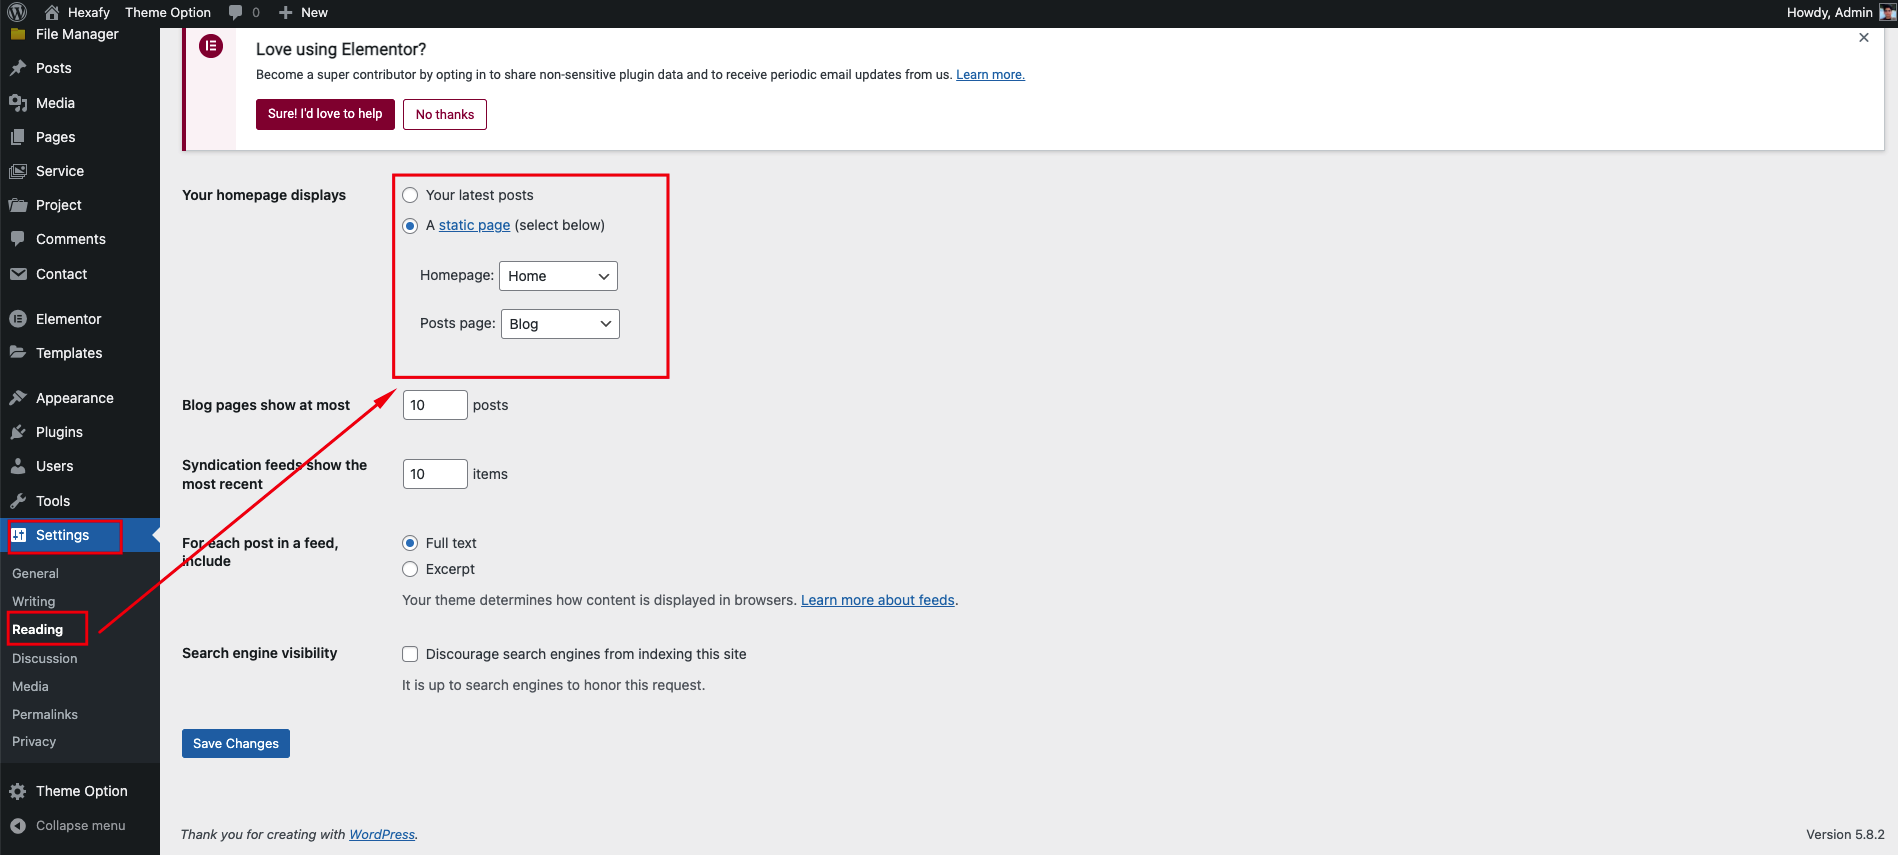 Hexafy Theme Option 0 New Howdy, Admin
File Manager
Posts
Media
Pages
Service
Project
Comments
Contact
Elementor
Templates
Appearance
Plugins
Users
Tools
Settings
General
Writing
Reading
Discussion
Media
Permalinks
Privacy
Theme Option
Collapse menu
Love using Elementor?
Become a super contributor by opting in to share non-sensitive plugin data and to receive periodic email updates from us. Learn more.
Sure! I'd love to help No thanks
Your homepage displays
Your latest posts
A static page (select below)
Homepage: Home
Posts page: Blog
Blog pages show at most 10 posts
Syndication feeds show the
most recent
10 items
For each post in a feed,
include
Full text
Excerpt
Your theme determines how content is displayed in browsers. Learn more about feeds.
Search engine visibility Discourage search engines from indexing this site
It is up to search engines to honor this request.
Save Changes
Thank you for creating with WordPress. Version 5.8.2